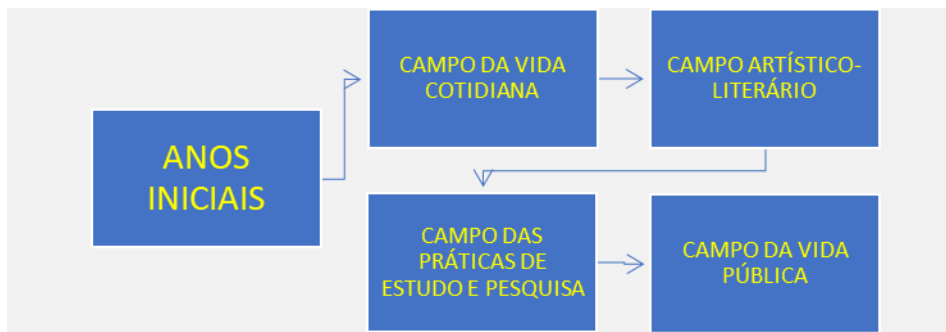 ANOS
INICIAIS
CAMPO DA VIDA
COTIDIANA
CAMPO ARTÍSTICO-
LITERÁRIO
CAMPO DAS
PRÁTICAS DE
ESTUDO E PESQUISA
CAMPO DA VIDA
PÚBLICA